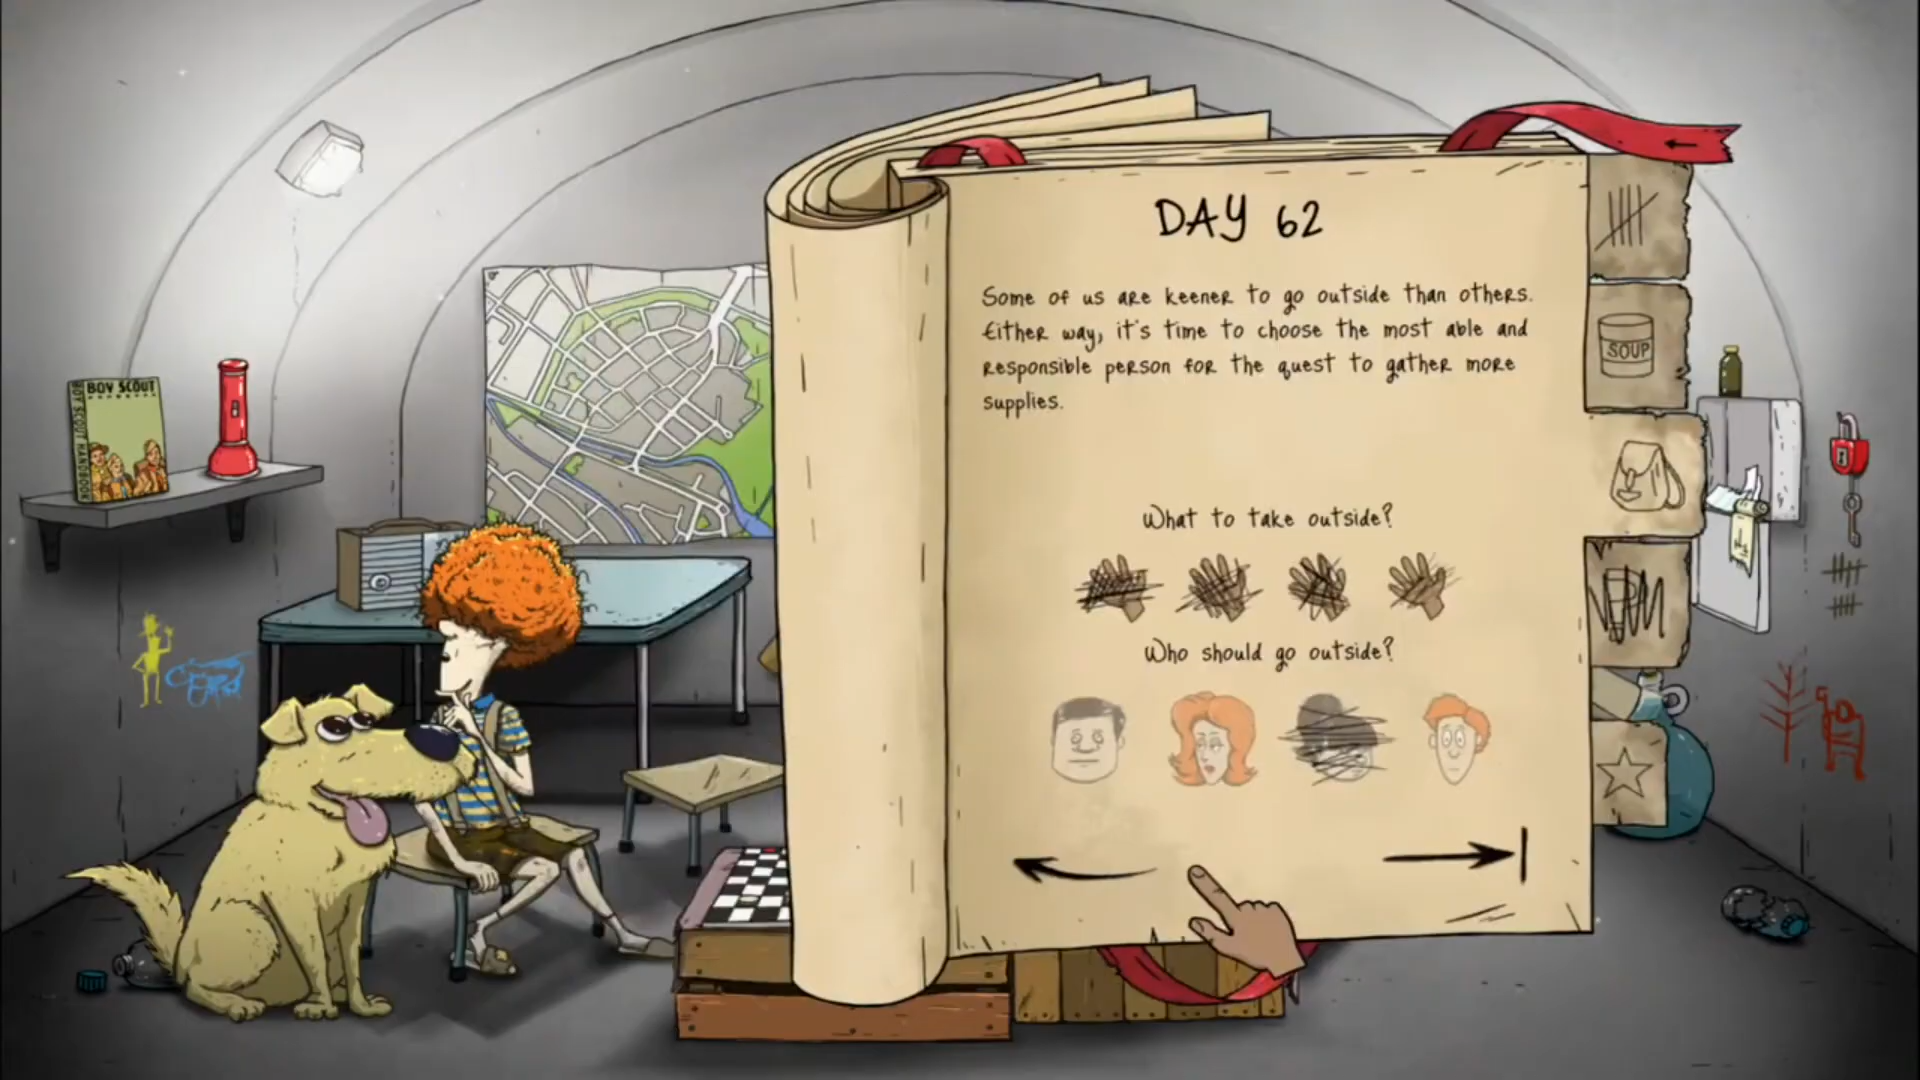 DAY 62
Some of us are keener to go outside than others.
Either way, it's time to choose the most able and
responsible person for the quest to gather more
supplies.
What to take outside?
Who should go outside?
SOUP
BOY SCOUT
BOY SCOUT HANDBOOK